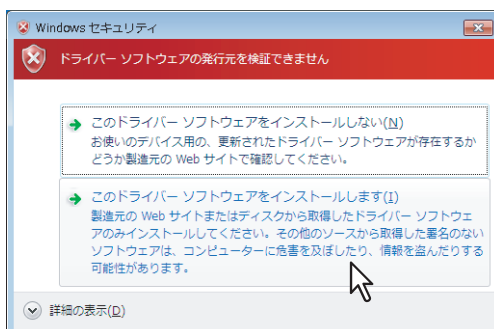 Windows セキュリティ
ドライバー ソフトウェアの発行元を検証できません
このドライバー ソフトウェアをインストールしない(N)
お使いのデバイス用の、更新されたドライバー ソフトウェアが存在するか
どうか製造元の Web サイトで確認してください。
このドライバー ソフトウェアをインストールします(I)
製造元の Web サイトまたはディスクから取得したドライバー ソフトウェ
アのみインストールしてください。その他のソースから取得した署名のない
ソフトウェアは、コンピューターに危害を及ぼしたり、情報を盗んだりする
可能性があります。
詳細の表示(D)